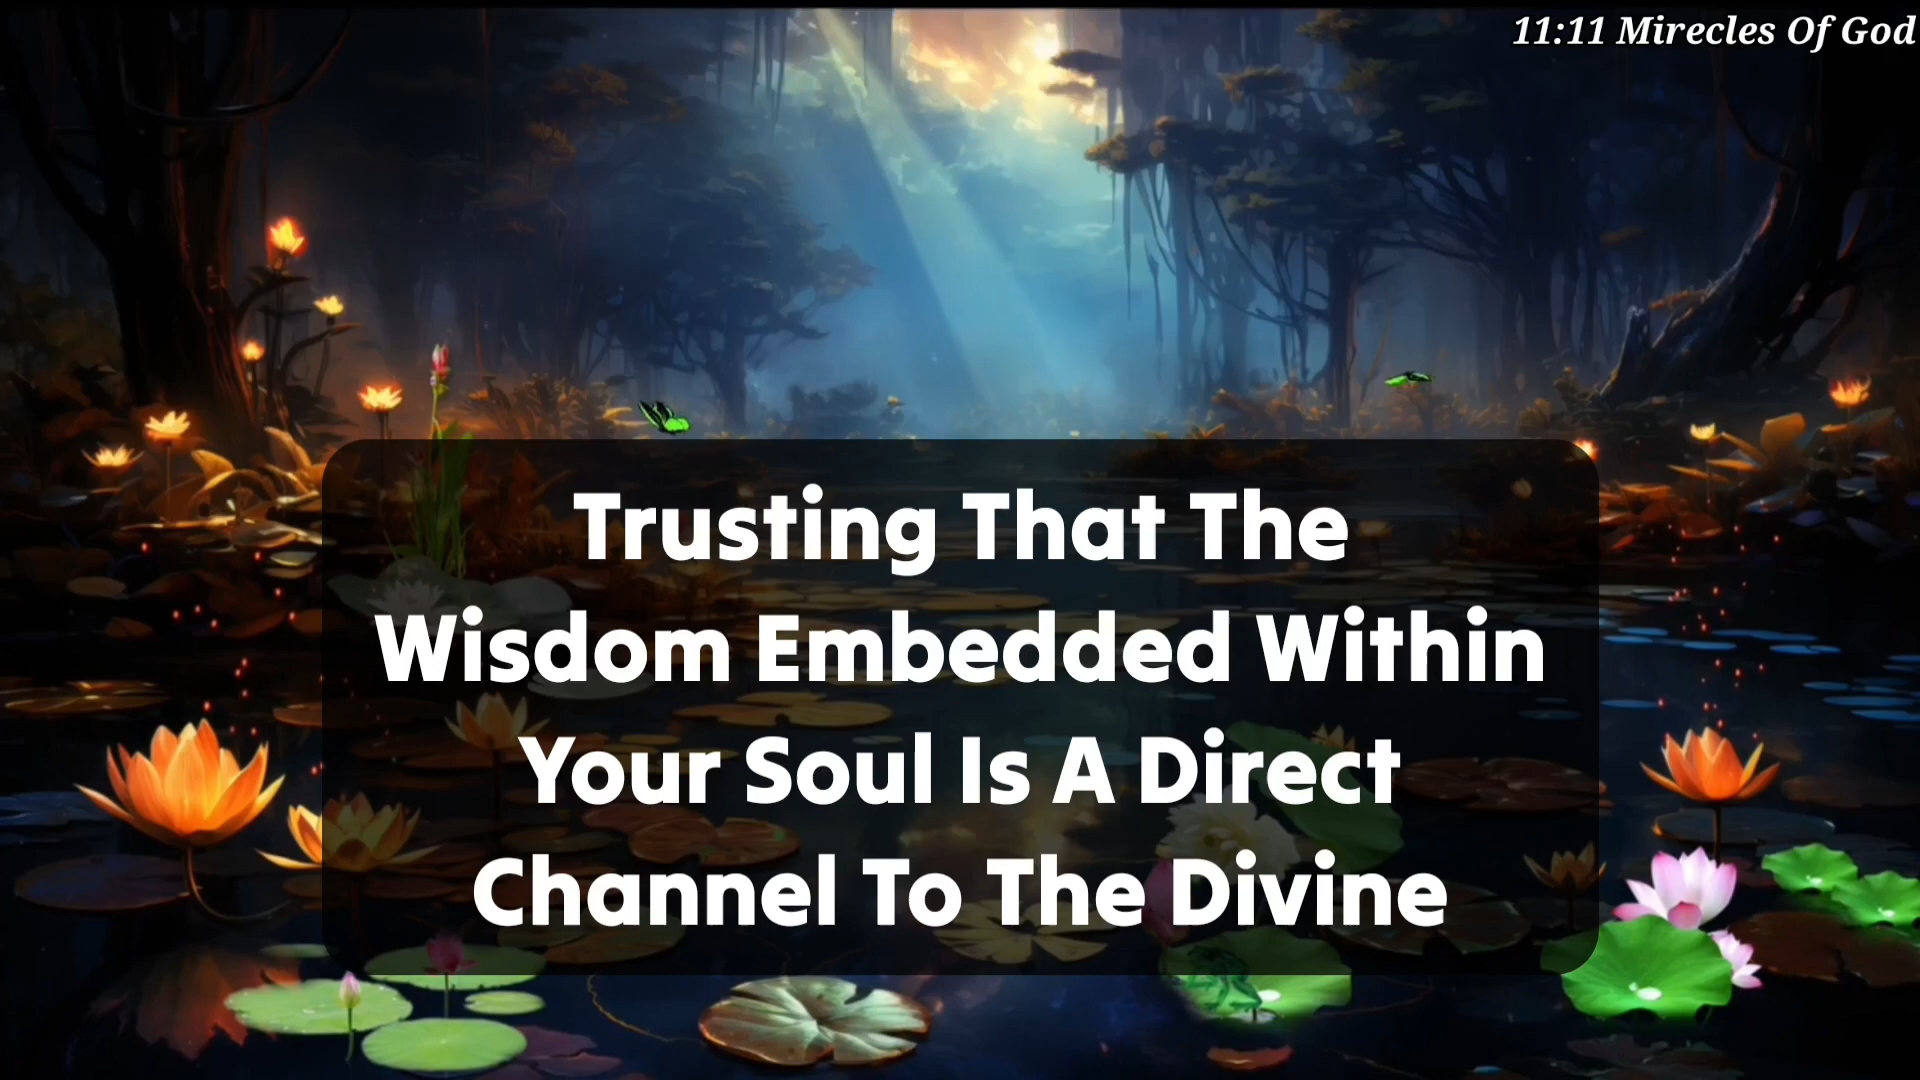 11:11 Mirecles Of God
Trusting That The
Wisdom Embedded Within
Your Soul Is A Direct
Channel To The Divine